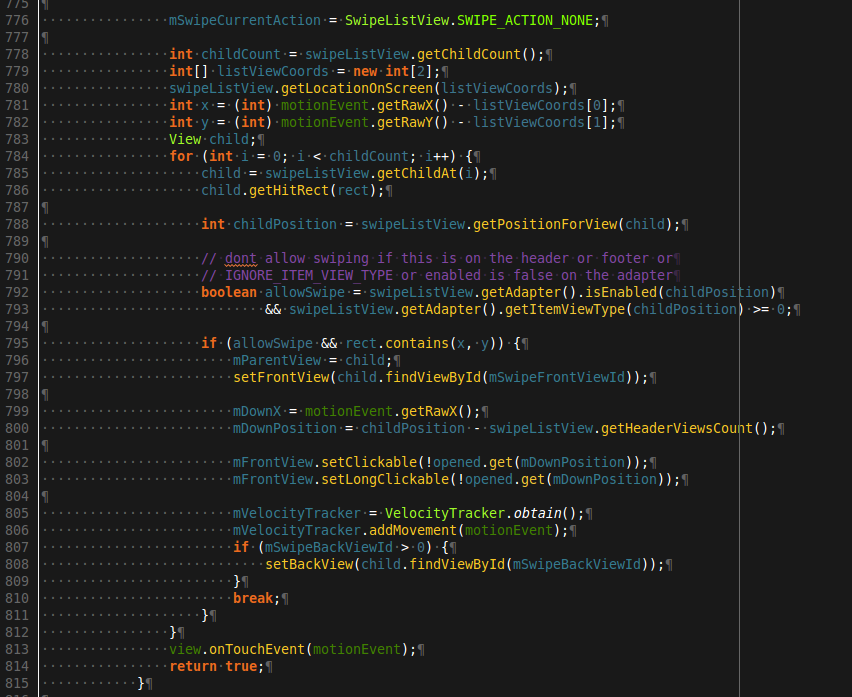 775 ¶
776 ················mSwipeCurrentAction·=·SwipeListView.SWIPE_ACTION_NONE;¶
777 ¶
778 ················int·childCount·=·swipeListView.getChildCount();¶
779 ················int[]·listViewCoords·=·new·int[2];¶
780 ················swipeListView.getLocationOnScreen(listViewCoords);¶
781 ················int·x·=·(int)·motionEvent.getRawX()·-·listViewCoords[0];¶
782 ················int·y·=·(int)·motionEvent.getRawY()·-·listViewCoords[1];¶
783 ················View·child;¶
784 ················for·(int·i·=·0;·i·<·childCount;·i++)·{¶
785 ····················child·=·swipeListView.getChildAt(i);¶
786 ····················child.getHitRect(rect);¶
787 ¶
788 ····················int·childPosition·=·swipeListView.getPositionForView(child);¶
789 ¶
790 ····················//·dont·allow·swiping·if·this·is·on·the·header·or·footer·or¶
791 ····················//·IGNORE_ITEM_VIEW_TYPE·or·enabled·is·false·on·the·adapter¶
792 ····················boolean·allowSwipe·=·swipeListView.getAdapter().isEnabled(childPosition)¶
793 ····························&&·swipeListView.getAdapter().getItemViewType(childPosition)·>=·0;¶
794 ¶
795 ····················if·(allowSwipe·&&·rect.contains(x,·y))·{¶
796 ························mParentView·=·child;¶
797 ························setFrontView(child.findViewById(mSwipeFrontViewId));¶
798 ¶
799 ························mDownX·=·motionEvent.getRawX();¶
800 ························mDownPosition·=·childPosition·-·swipeListView.getHeaderViewsCount();¶
801 ¶
802 ························mFrontView.setClickable(!opened.get(mDownPosition));¶
803 ························mFrontView.setLongClickable(!opened.get(mDownPosition));¶
804 ¶
805 ························mVelocityTracker·=·VelocityTracker.obtain();¶
806 ························mVelocityTracker.addMovement(motionEvent);¶
807 ························if·(mSwipeBackViewId·>·0)·{¶
808 ····························setBackView(child.findViewById(mSwipeBackViewId));¶
809 ························}¶
810 ························break;¶
811 ····················}¶
812 ················}¶
813 ················view.onTouchEvent(motionEvent);¶
814 ················return·true;¶
815 ············}¶
816 ¶